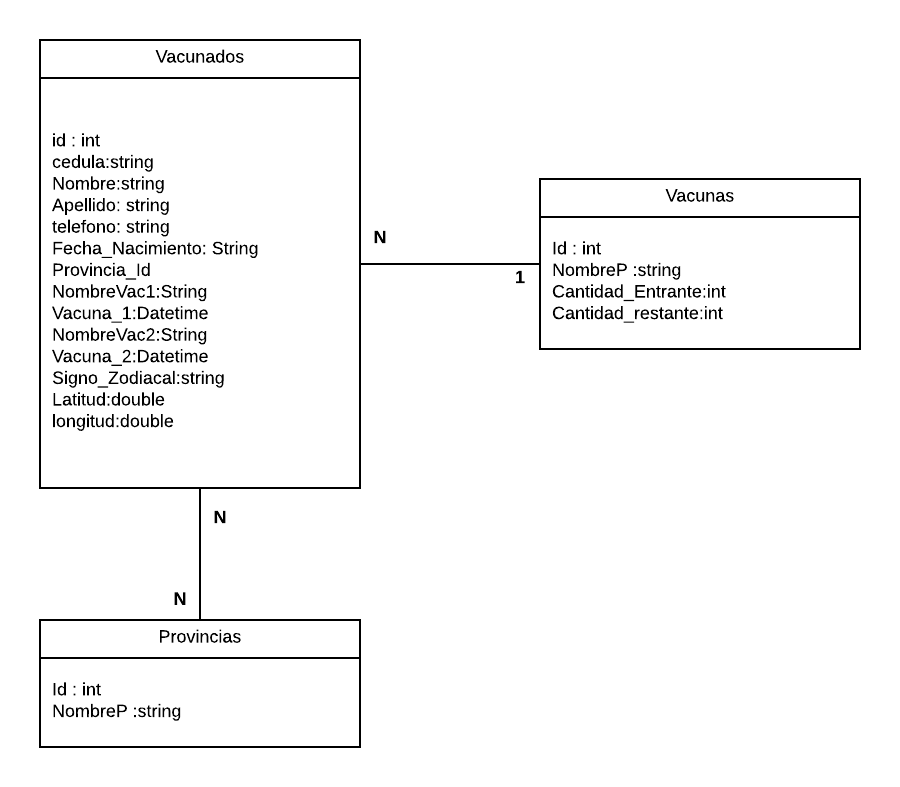 Vacunados
id : int
cedula:string
Nombre:string
Apellido: string
telefono: string
Fecha_Nacimiento: String
Provincia_Id
NombreVac1:String
Vacuna_1:Datetime
NombreVac2:String
Vacuna_2:Datetime
Signo_Zodiacal:string
Latitud:double
longitud:double
N
1
Vacunas
Id : int
NombreP :string
Cantidad_Entrante:int
Cantidad_restante:int
N
N
Provincias
Id : int
NombreP :string